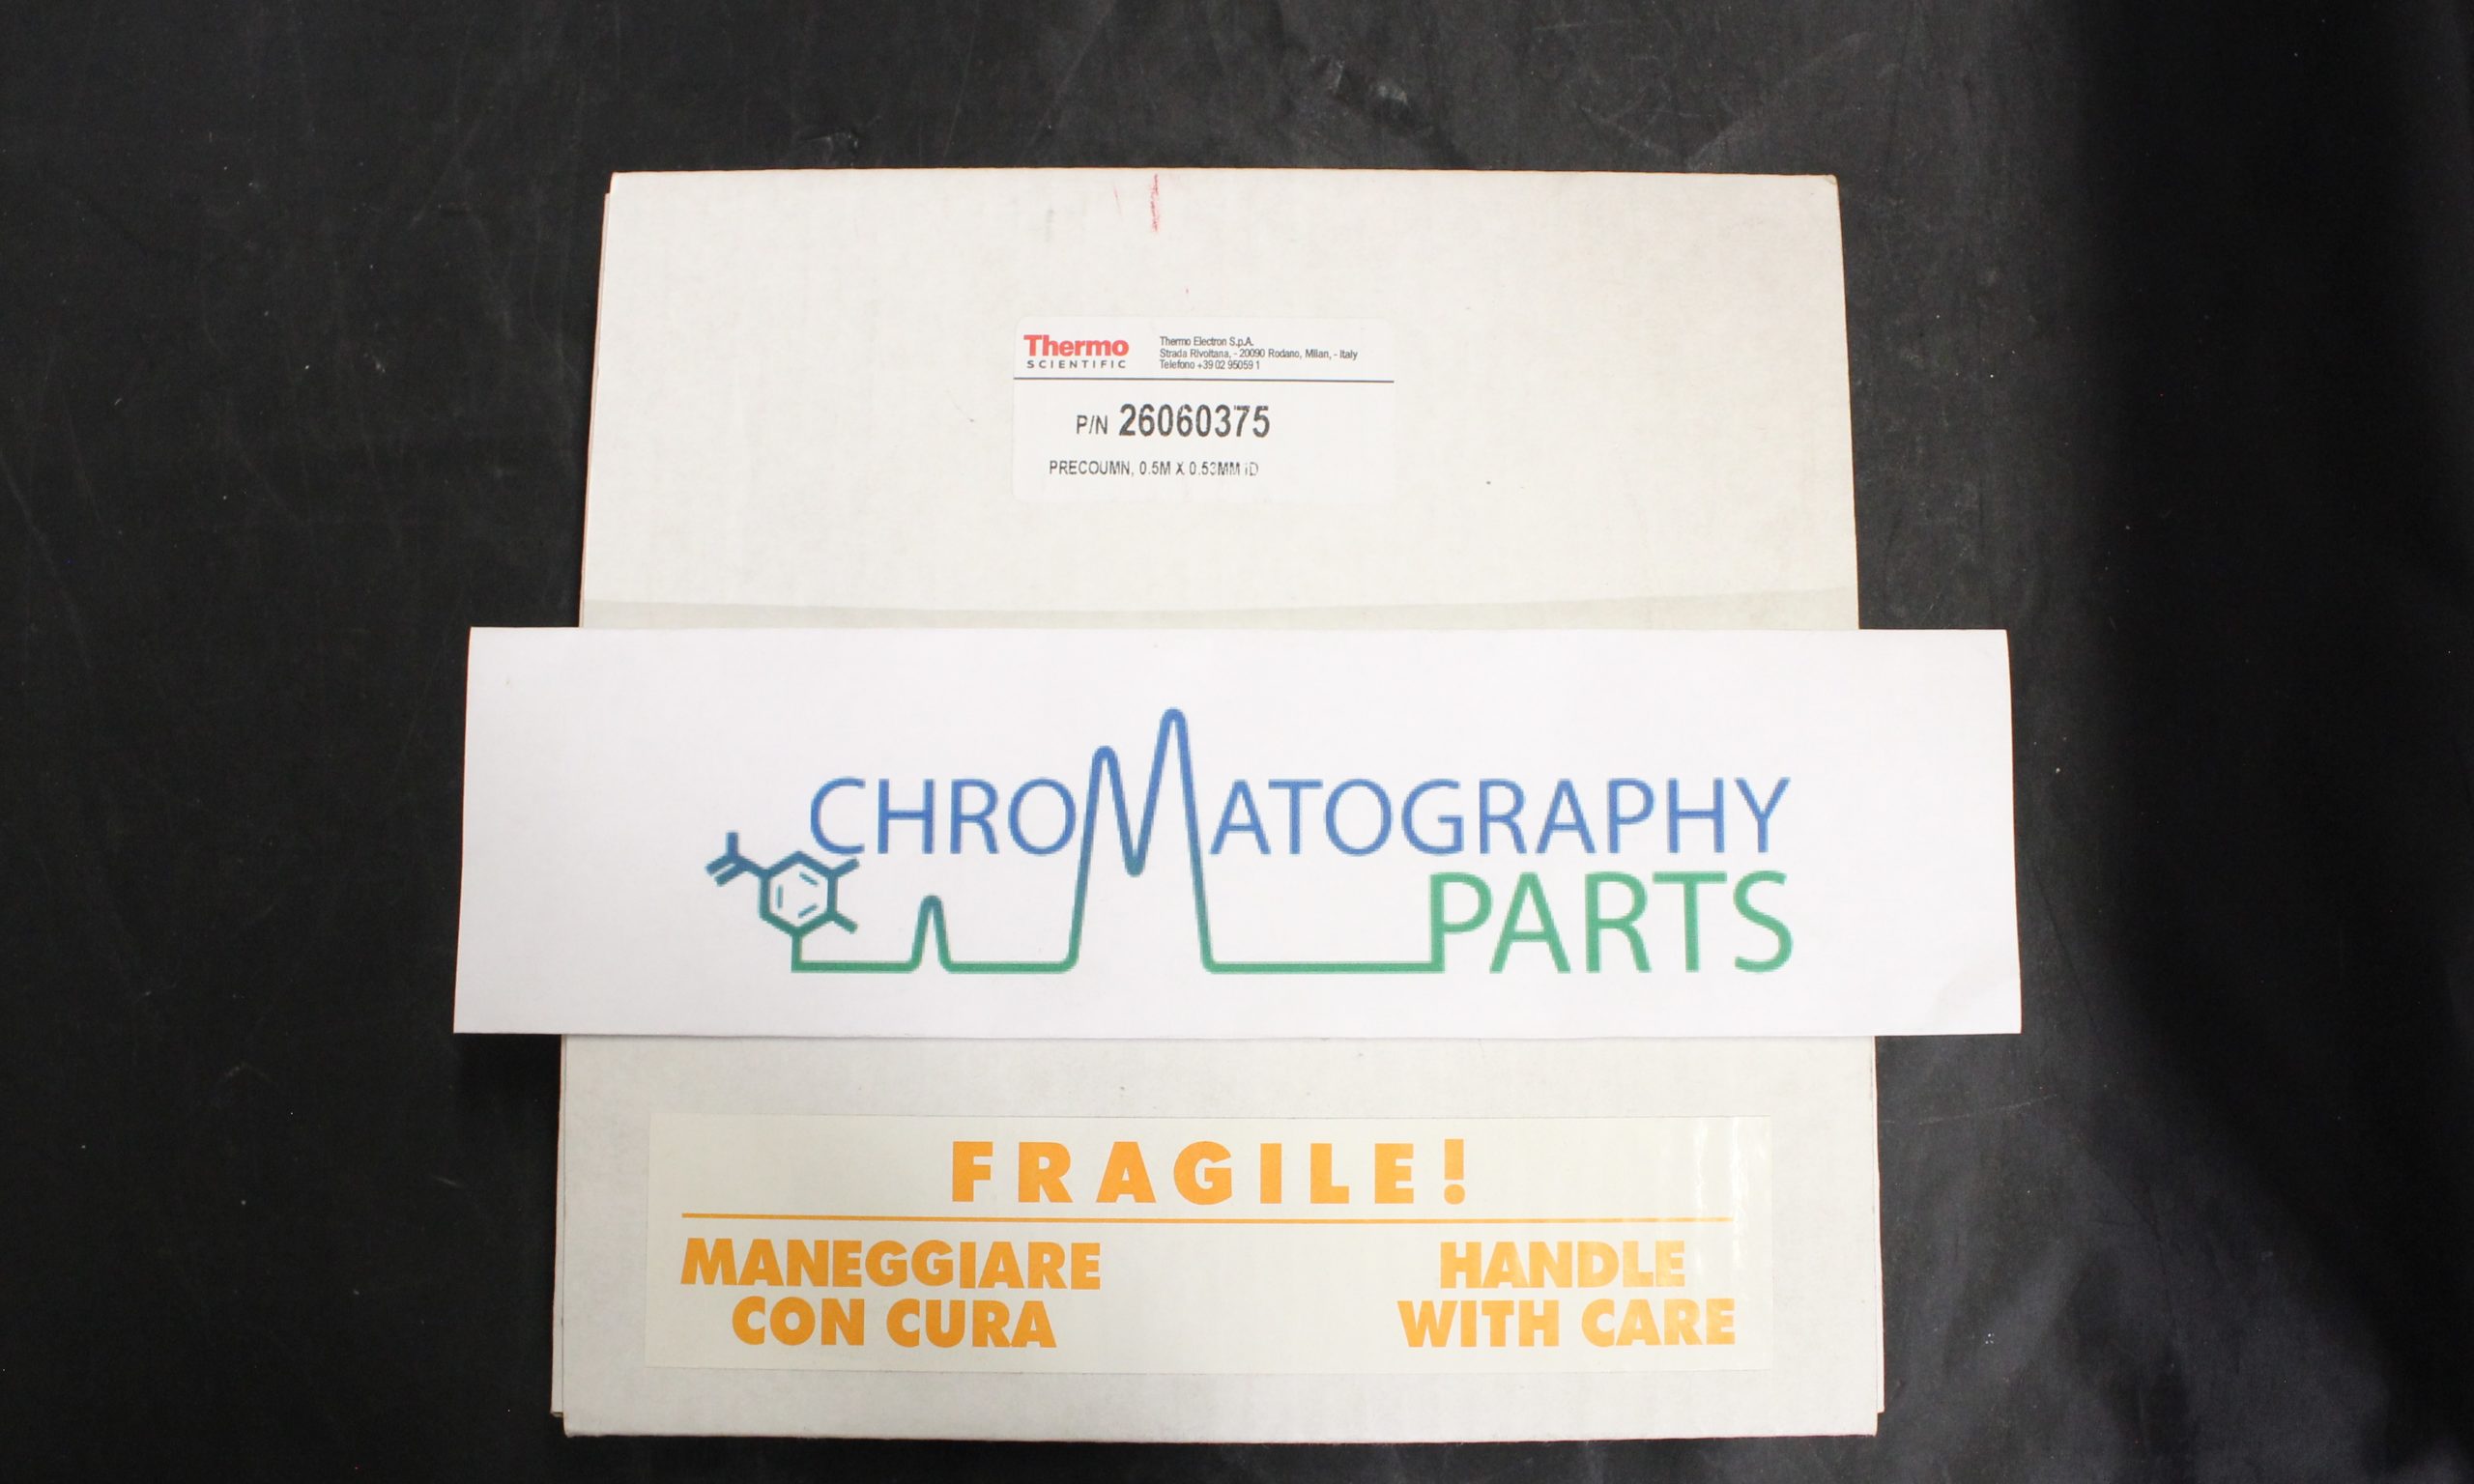 Thermo
SCIENTIFIC
Thermo Electron S.p.A.
Strada Rivoltana, - 20090 Rodano, Milan, - Italy
Telefono +39 02 95059 1
P/N 26060375
PRECOUMN, 0.5M X 0.53MM ID
CHROMATOGRAPHY
PARTS
FRAGILE!
MANEGGIARE
CON CURA
HANDLE
WITH CARE